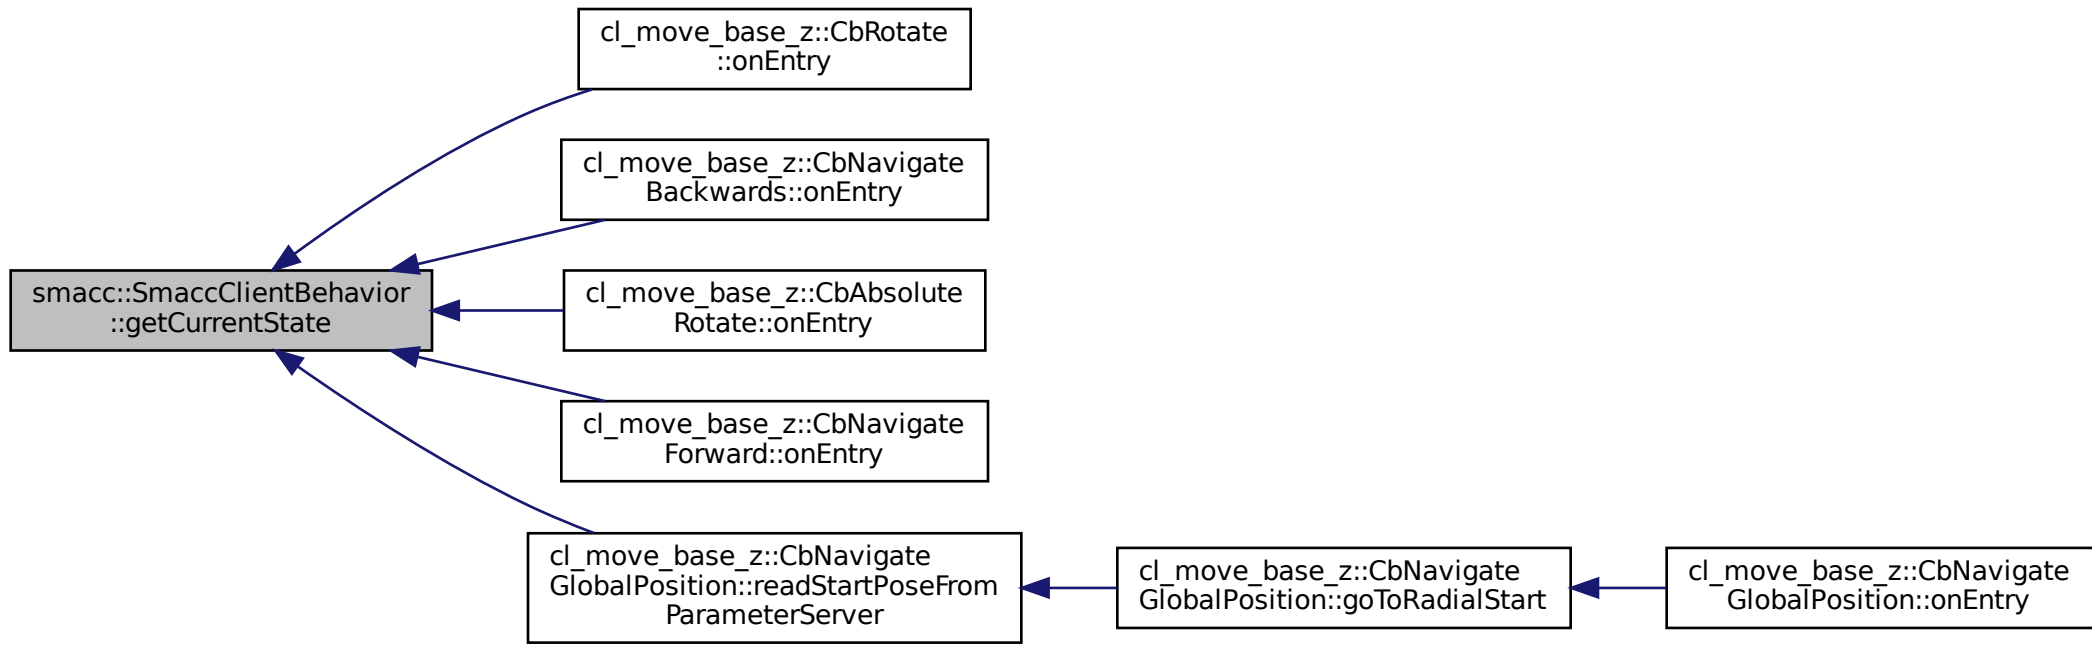 cl_move_base_z::CbRotate
::onEntry
cl_move_base_z::CbNavigate
Backwards::onEntry
smacc::SmaccClientBehavior
::getCurrentState
cl_move_base_z::CbAbsolute
Rotate::onEntry
cl_move_base_z::CbNavigate
Forward::onEntry
cl_move_base_z::CbNavigate
GlobalPosition::readStartPoseFrom
ParameterServer
cl_move_base_z::CbNavigate
GlobalPosition::goToRadialStart
cl_move_base_z::CbNavigate
GlobalPosition::onEntry